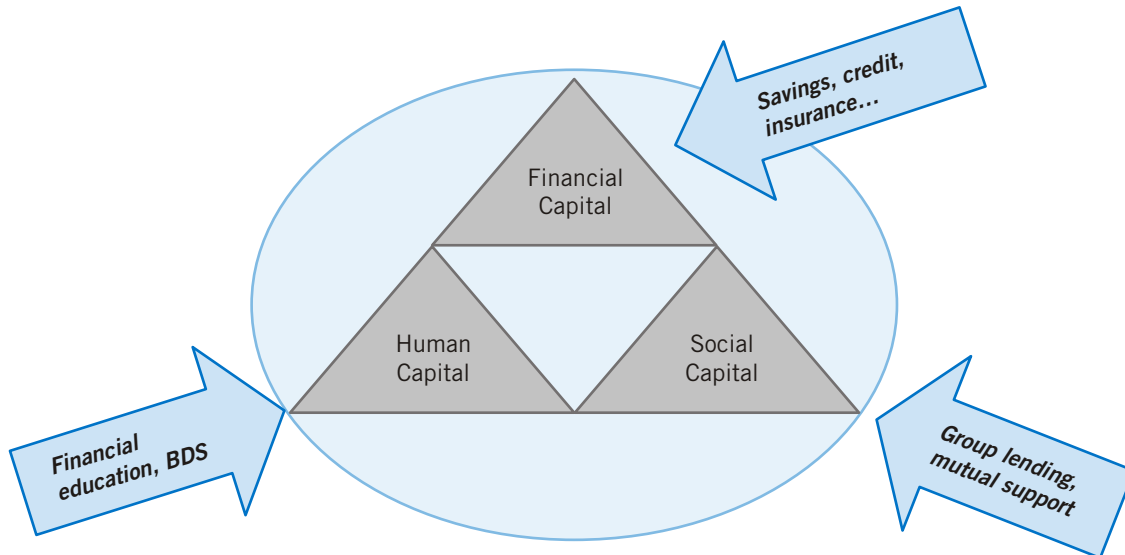 Savings, credit,
insurance...
Financial
Capital
Human
Capital
Social
Capital
Financial
education, BDS
Group lending,
mutual support